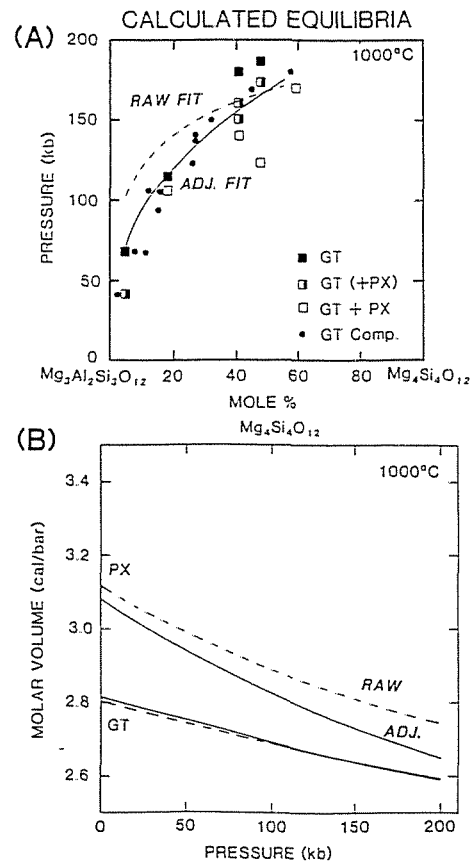 CALCULATED EQUILIBRIA
(A)
1000°C
200
150
100
50
0
PRESSURE (kb)
RAW FIT
ADJ. FIT
GT
GT (+PX)
GT + PX
GT Comp.
Mg₃Al₂Si₃O₁₂ 20 40 60 80 Mg₄Si₄O₁₂
MOLE %
Mg₄Si₄O₁₂
(B)
1000°C
3.4
3.2
3.0
2.8
2.6
MOLAR VOLUME (cal/bar)
PX
RAW
ADJ.
GT
0 50 100 150 200
PRESSURE (kb)